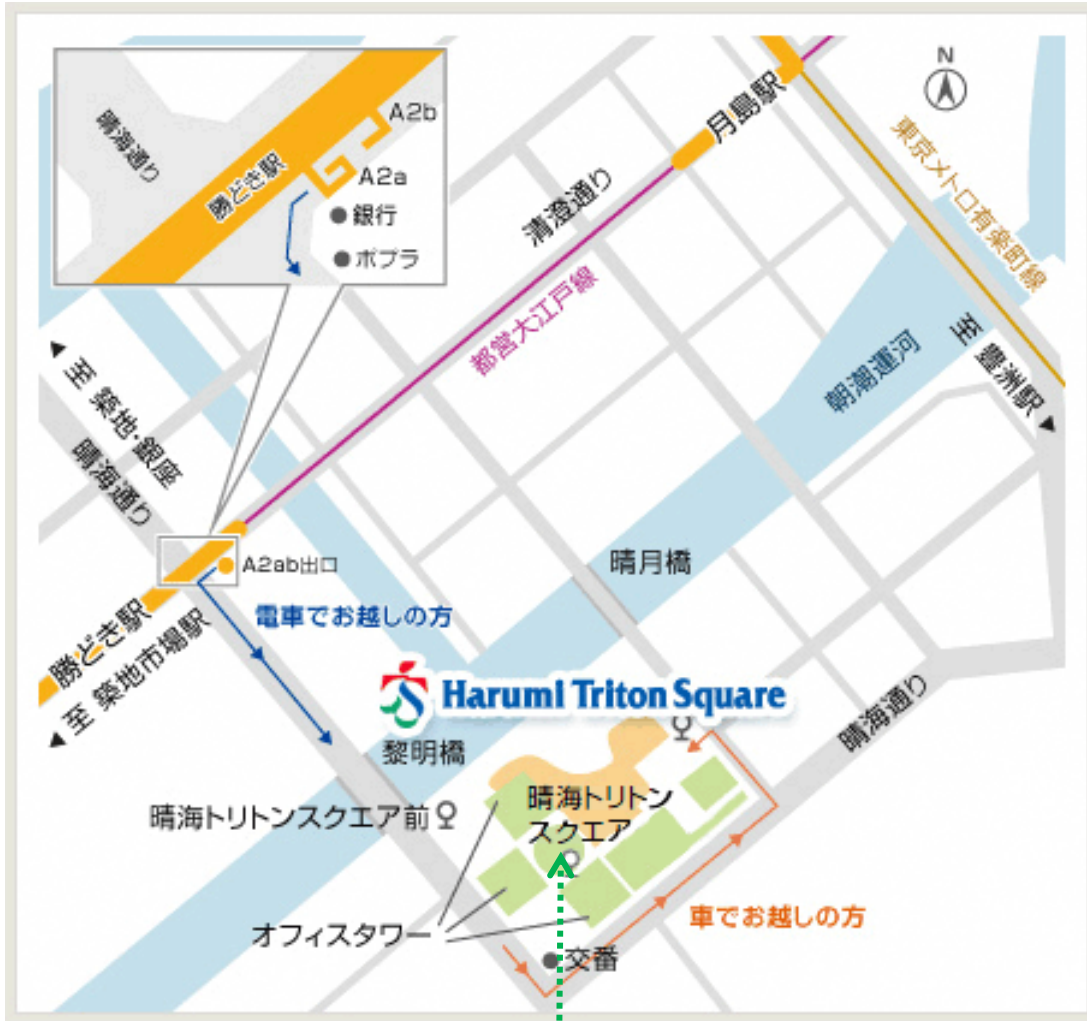 晴海通り
勝どき駅
A2b
A2a
銀行
ポプラ
N
月島駅
清澄通り
東京メトロ有楽町線
都営大江戸線
朝潮運河
至 豊洲駅
至 築地・銀座
晴海通り
A2ab出口
勝どき駅
至 築地市場駅
電車でお越しの方
晴月橋
Harumi Triton Square
晴海通り
黎明橋
晴海トリトン
スクエア
晴海トリトンスクエア前
オフィスタワー
車でお越しの方
交番